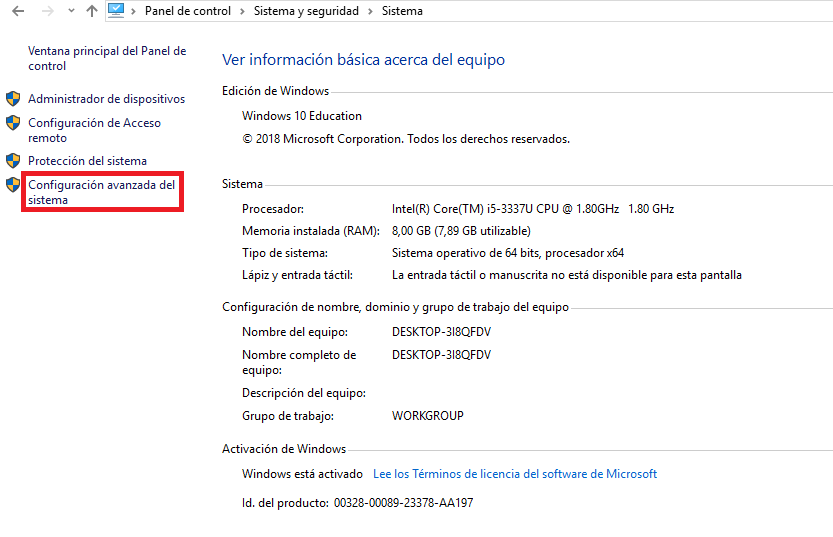 Panel de control > Sistema y seguridad > Sistema
Ventana principal del Panel de
control
Administrador de dispositivos
Configuración de Acceso
remoto
Protección del sistema
Configuración avanzada del
sistema
Ver información básica acerca del equipo
Edición de Windows
Windows 10 Education
© 2018 Microsoft Corporation. Todos los derechos reservados.
Sistema
Procesador: Intel(R) Core(TM) i5-3337U CPU @ 1.80GHz 1.80 GHz
Memoria instalada (RAM): 8,00 GB (7,89 GB utilizable)
Tipo de sistema: Sistema operativo de 64 bits, procesador x64
Lápiz y entrada táctil: La entrada táctil o manuscrita no está disponible para esta pantalla
Configuración de nombre, dominio y grupo de trabajo del equipo
Nombre del equipo: DESKTOP-3I8QFDV
Nombre completo de DESKTOP-3I8QFDV
equipo:
Descripción del equipo:
Grupo de trabajo: WORKGROUP
Activación de Windows
Windows está activado Lee los Términos de licencia del software de Microsoft
Id. del producto: 00328-00089-23378-AA197